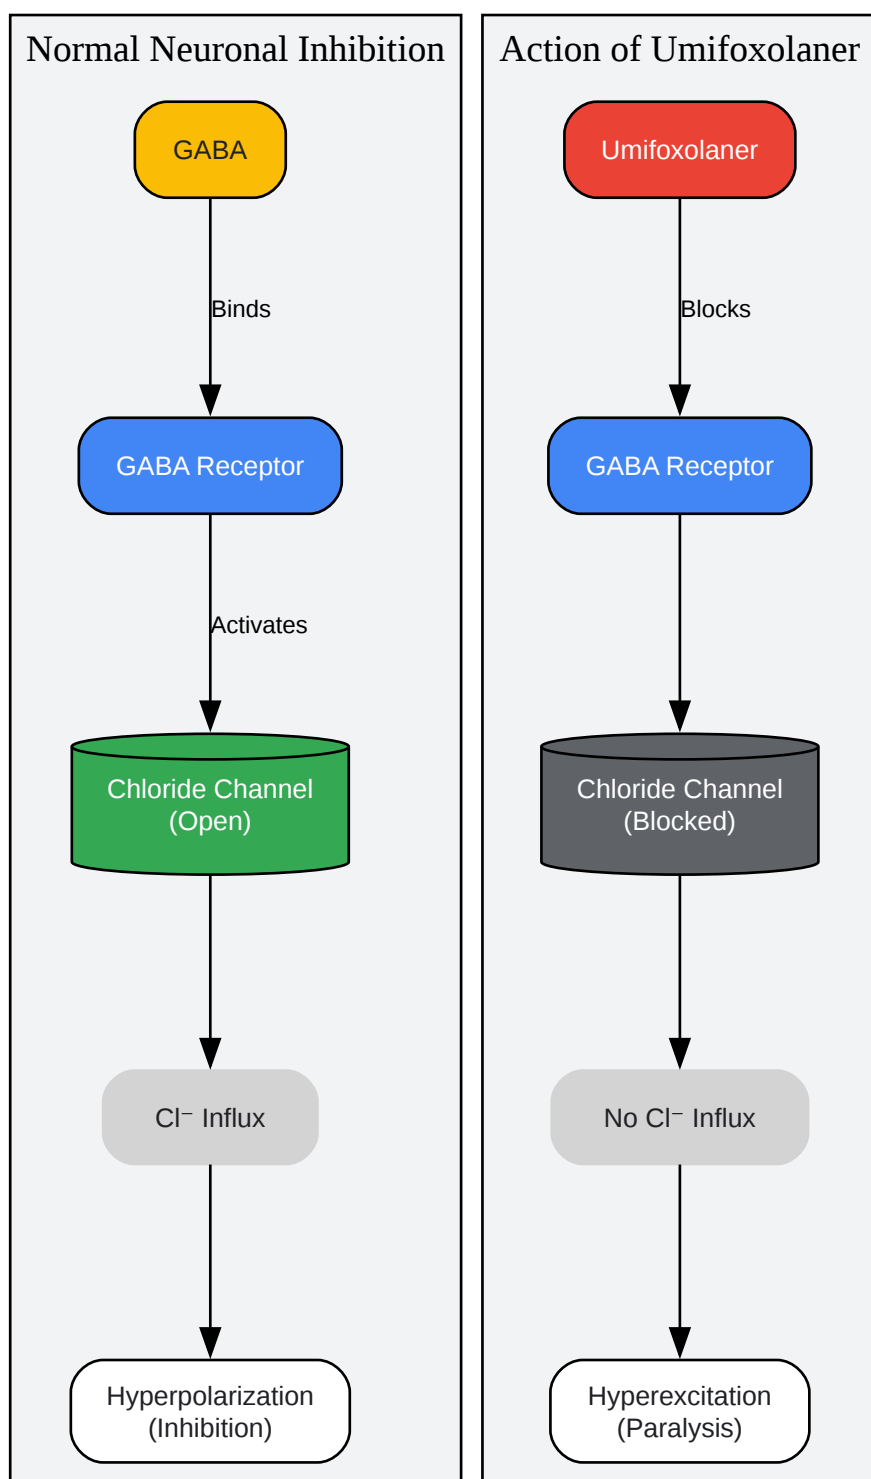 Normal Neuronal Inhibition
GABA
Binds
GABA Receptor
Activates
Chloride Channel
(Open)
Cl⁻ Influx
Hyperpolarization
(Inhibition)
Action of Umifoxolaner
Umifoxolaner
Blocks
GABA Receptor
Chloride Channel
(Blocked)
No Cl⁻ Influx
Hyperexcitation
(Paralysis)